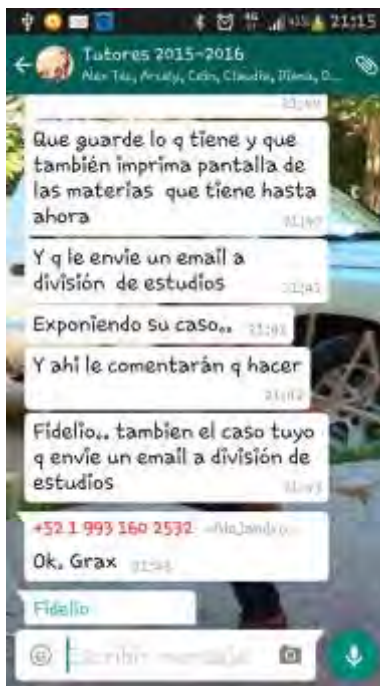 21:15
Tutores 2015-2016
Alex Tec, Arcely, Celn, Claudia, Diana, D...
Que guarde lo q tiene y que
también imprima pantalla de
las materias que tiene hasta
ahora
Y q le envie un email a
división de estudios
Exponiendo su caso..
Y ahi le comentarán q hacer
Fidelio.. tambien el caso tuyo
q envie un email a división de
estudios
+52 1 993 160 2532
Ok. Grax
Fidelio
Escribir mensaje